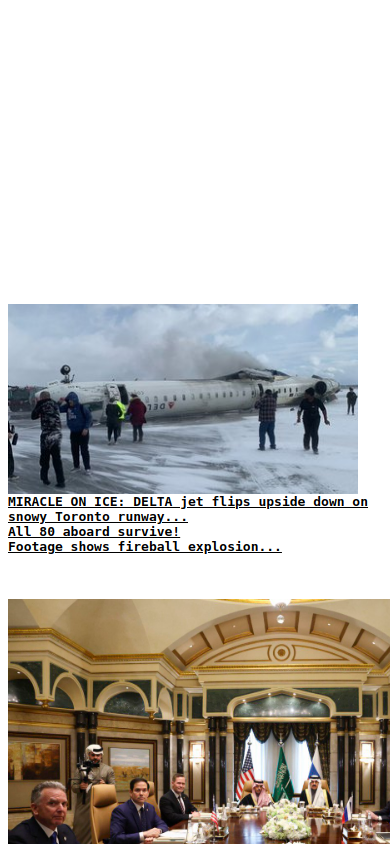 MIRACLE ON ICE: DELTA jet flips upside down on
snowy Toronto runway...
All 80 aboard survive!
Footage shows fireball explosion...